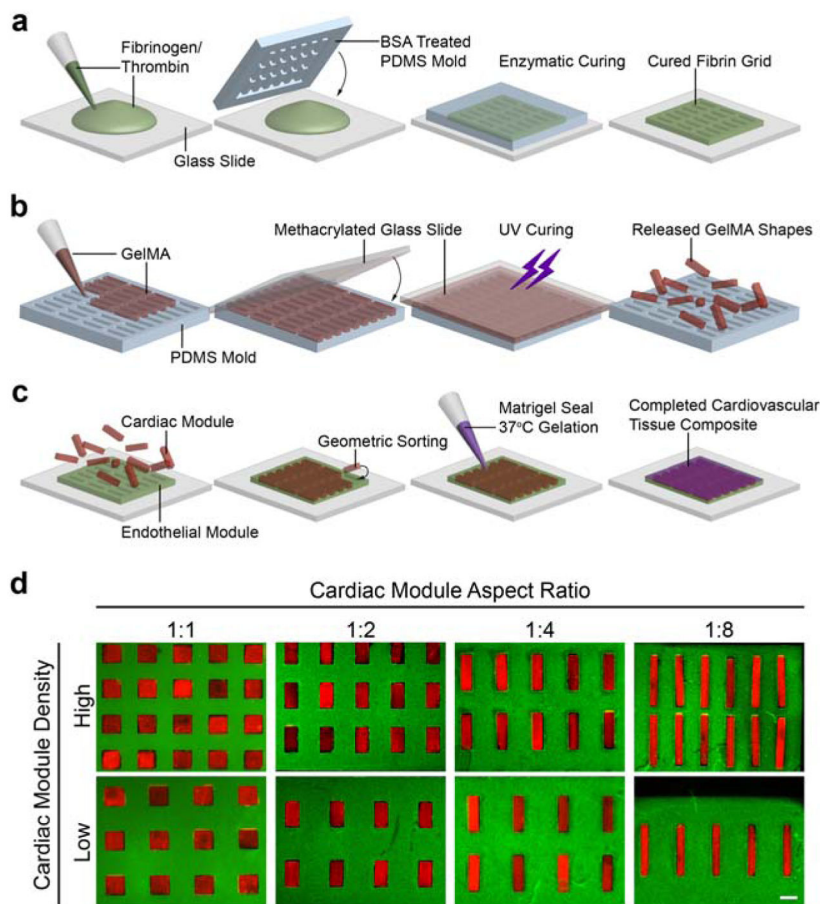 a
Fibrinogen/
Thrombin
Glass Slide
BSA Treated
PDMS Mold
Enzymatic Curing
Cured Fibrin Grid
b
GelMA
PDMS Mold
Methacrylated Glass Slide
UV Curing
Released GelMA Shapes
c
Cardiac Module
Endothelial Module
Geometric Sorting
Matrigel Seal
37°C Gelation
Completed Cardiovascular
Tissue Composite
d
Cardiac Module Aspect Ratio
1:1 1:2 1:4 1:8
Cardiac Module Density
High
Low